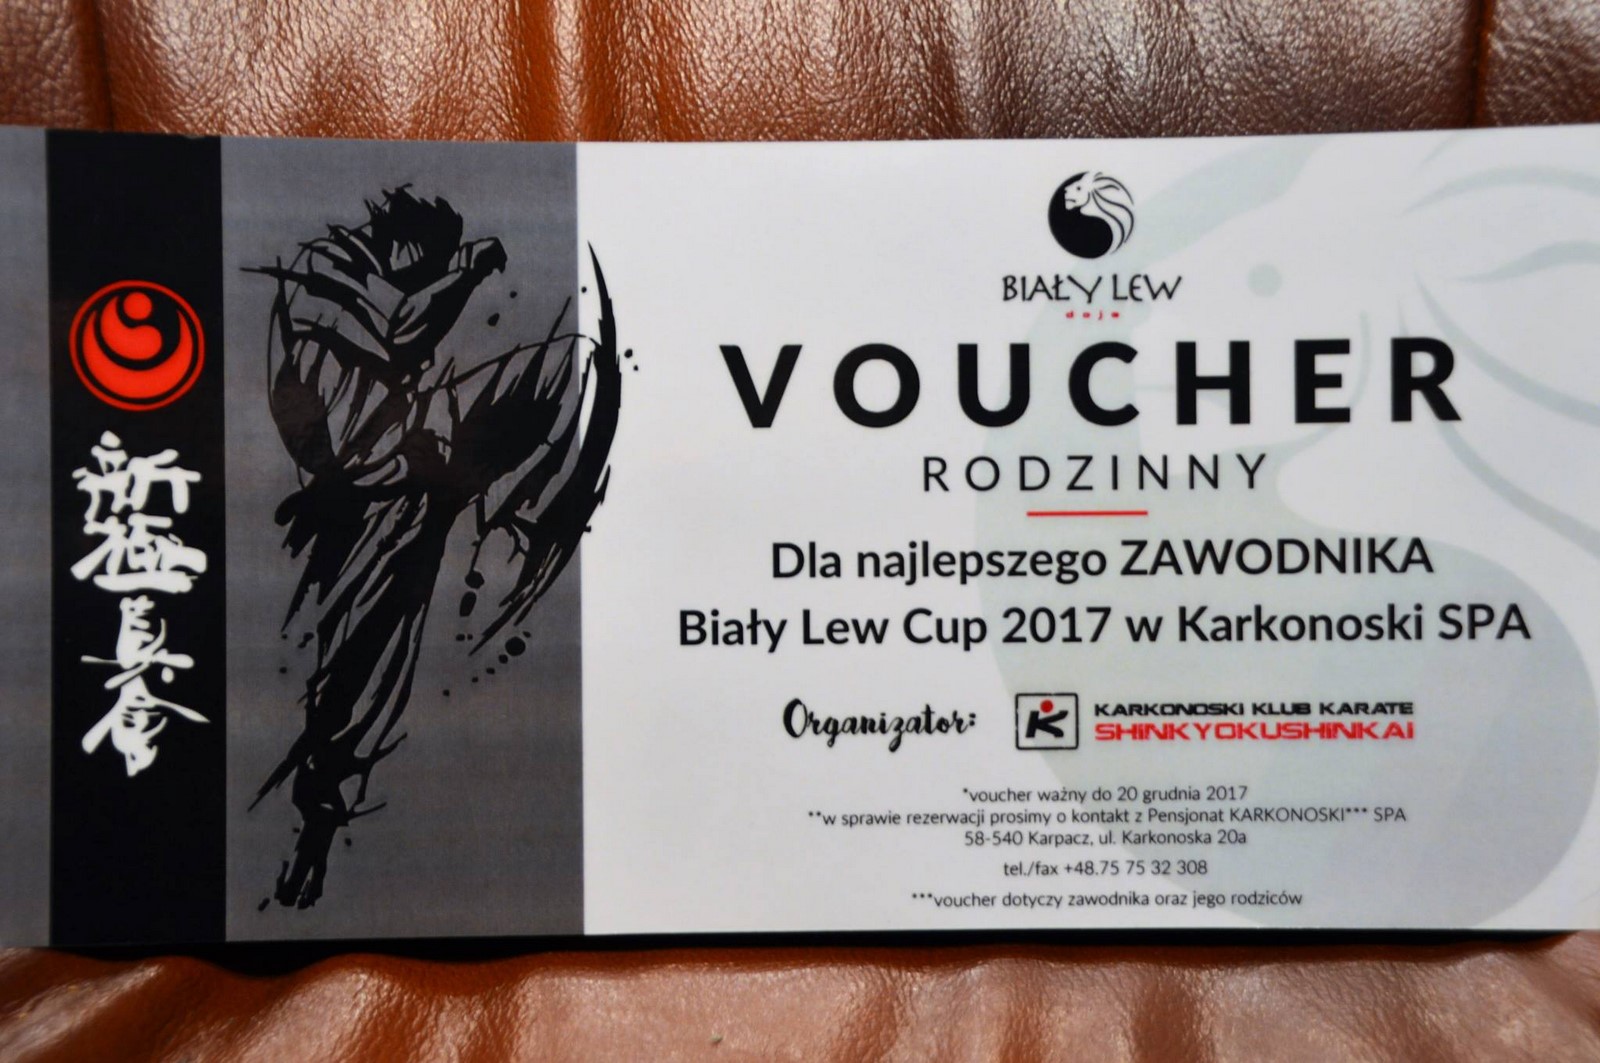 新極真會
BIAŁY LEW
dojo
VOUCHER
RODZINNY
Dla najlepszego ZAWODNIKA
Biały Lew Cup 2017 w Karkonoski SPA
Organizator:
K
KARKONOSKI KLUB KARATE
SHINKYOKUSHINKAI
*voucher ważny do 20 grudnia 2017
**w sprawie rezerwacji prosimy o kontakt z Pensjonat KARKONOSKI*** SPA
58-540 Karpacz, ul. Karkonoska 20a
tel./fax +48.75 75 32 308
***voucher dotyczy zawodnika oraz jego rodziców